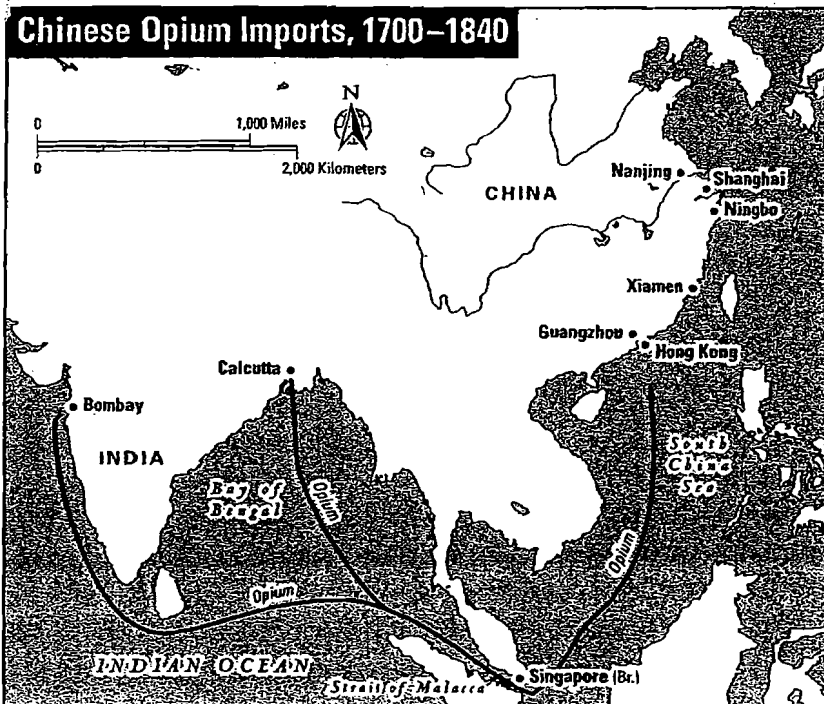 Chinese Opium Imports, 1700–1840
N
0
1,000 Miles
0
2,000 Kilometers
CHINA
Nanjing
Shanghai
Ningbo
Xiamen
Guangzhou
Hong Kong
Calcutta
Bombay
INDIA
Bay of
Bengal
Opium
South
China
Sea
Opium
Opium
INDIAN OCEAN
Strait of Malacca
Singapore (Br.)